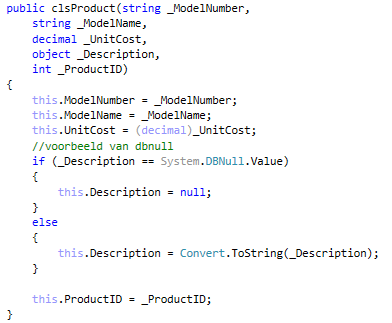 public clsProduct(string _ModelNumber,
    string _ModelName,
    decimal _UnitCost,
    object _Description,
    int _ProductID)
{
    this.ModelNumber = _ModelNumber;
    this.ModelName = _ModelName;
    this.UnitCost = (decimal)_UnitCost;
    //voorbeeld van dbnull
    if (_Description == System.DBNull.Value)
    {
        this.Description = null;
    }
    else
    {
        this.Description = Convert.ToString(_Description);
    }

    this.ProductID = _ProductID;
}